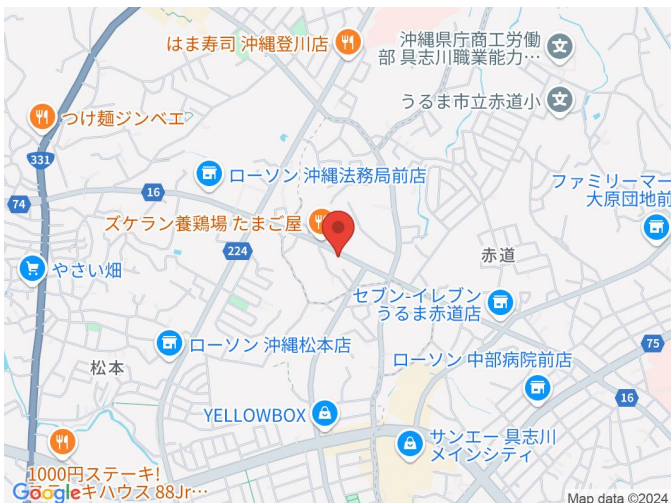 はま寿司 沖縄登川店
沖縄県庁商工労働
部 具志川職業能力…
うるま市立赤道小
つけ麺ジンベエ
331
ローソン 沖縄法務局前店
16
74
ファミリーマー
大原団地前
ズケラン養鶏場 たまご屋
224
赤道
やさい畑
セブン-イレブン
うるま赤道店
ローソン 沖縄松本店
75
松本
ローソン 中部病院前店
16
YELLOWBOX
サンエー 具志川
メインシティ
1000円ステーキ!
ステーキハウス 88Jr…
Google
Map data ©2024